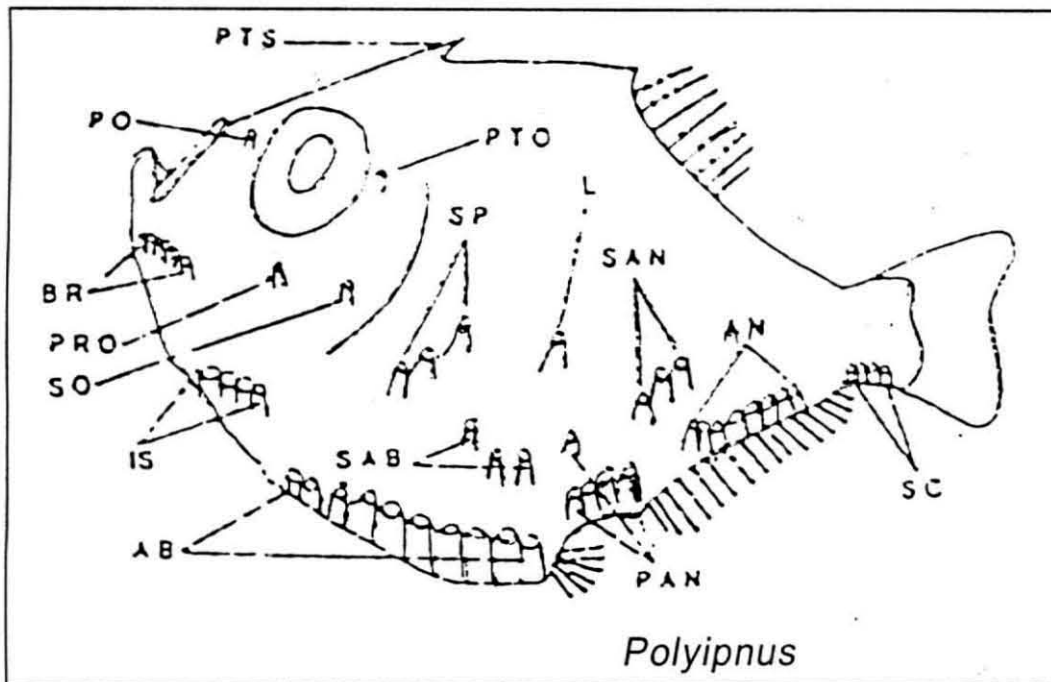 PTS
PO
PTO
L
SP
SAN
BR
AN
PRO
SO
IS
SAB
SC
AB
PAN
Polyipnus